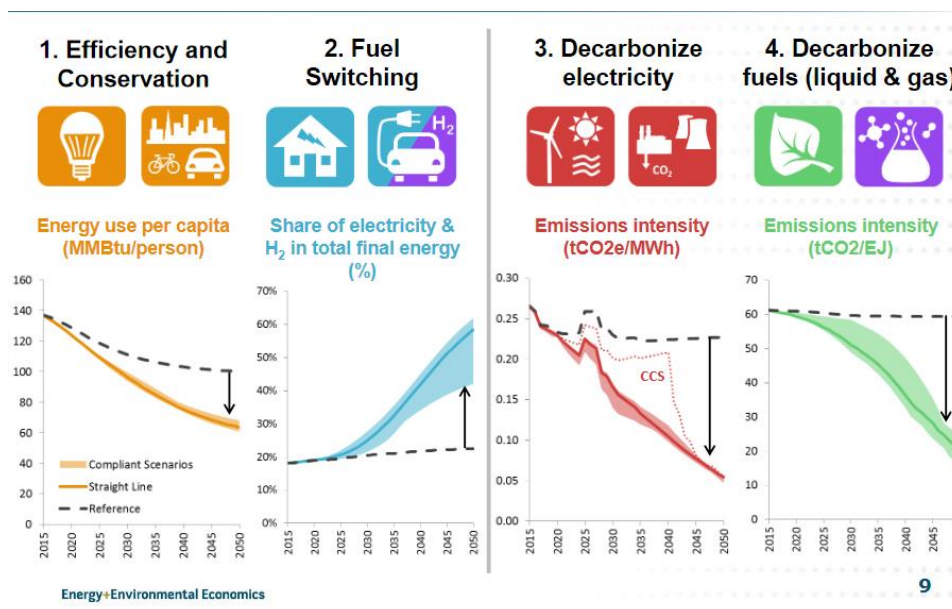 1. Efficiency and
Conservation
2. Fuel
Switching
3. Decarbonize
electricity
4. Decarbonize
fuels (liquid & gas)
H2
CO2
Energy use per capita
(MMBtu/person)
Share of electricity &
H2 in total final energy
(%)
Emissions intensity
(tCO2e/MWh)
Emissions intensity
(tCO2/EJ)
160
140
120
100
80
60
40
20
0
Compliant Scenarios
Straight Line
Reference
2015
2020
2025
2030
2035
2040
2045
2050
70%
60%
50%
40%
30%
20%
10%
0%
2015
2020
2025
2030
2035
2040
2045
2050
0.30
0.25
0.20
0.15
0.10
0.05
0.00
CCS
2015
2020
2025
2030
2035
2040
2045
2050
70
60
50
40
30
20
10
0
2015
2020
2025
2030
2035
2040
2045
Energy+Environmental Economics
9